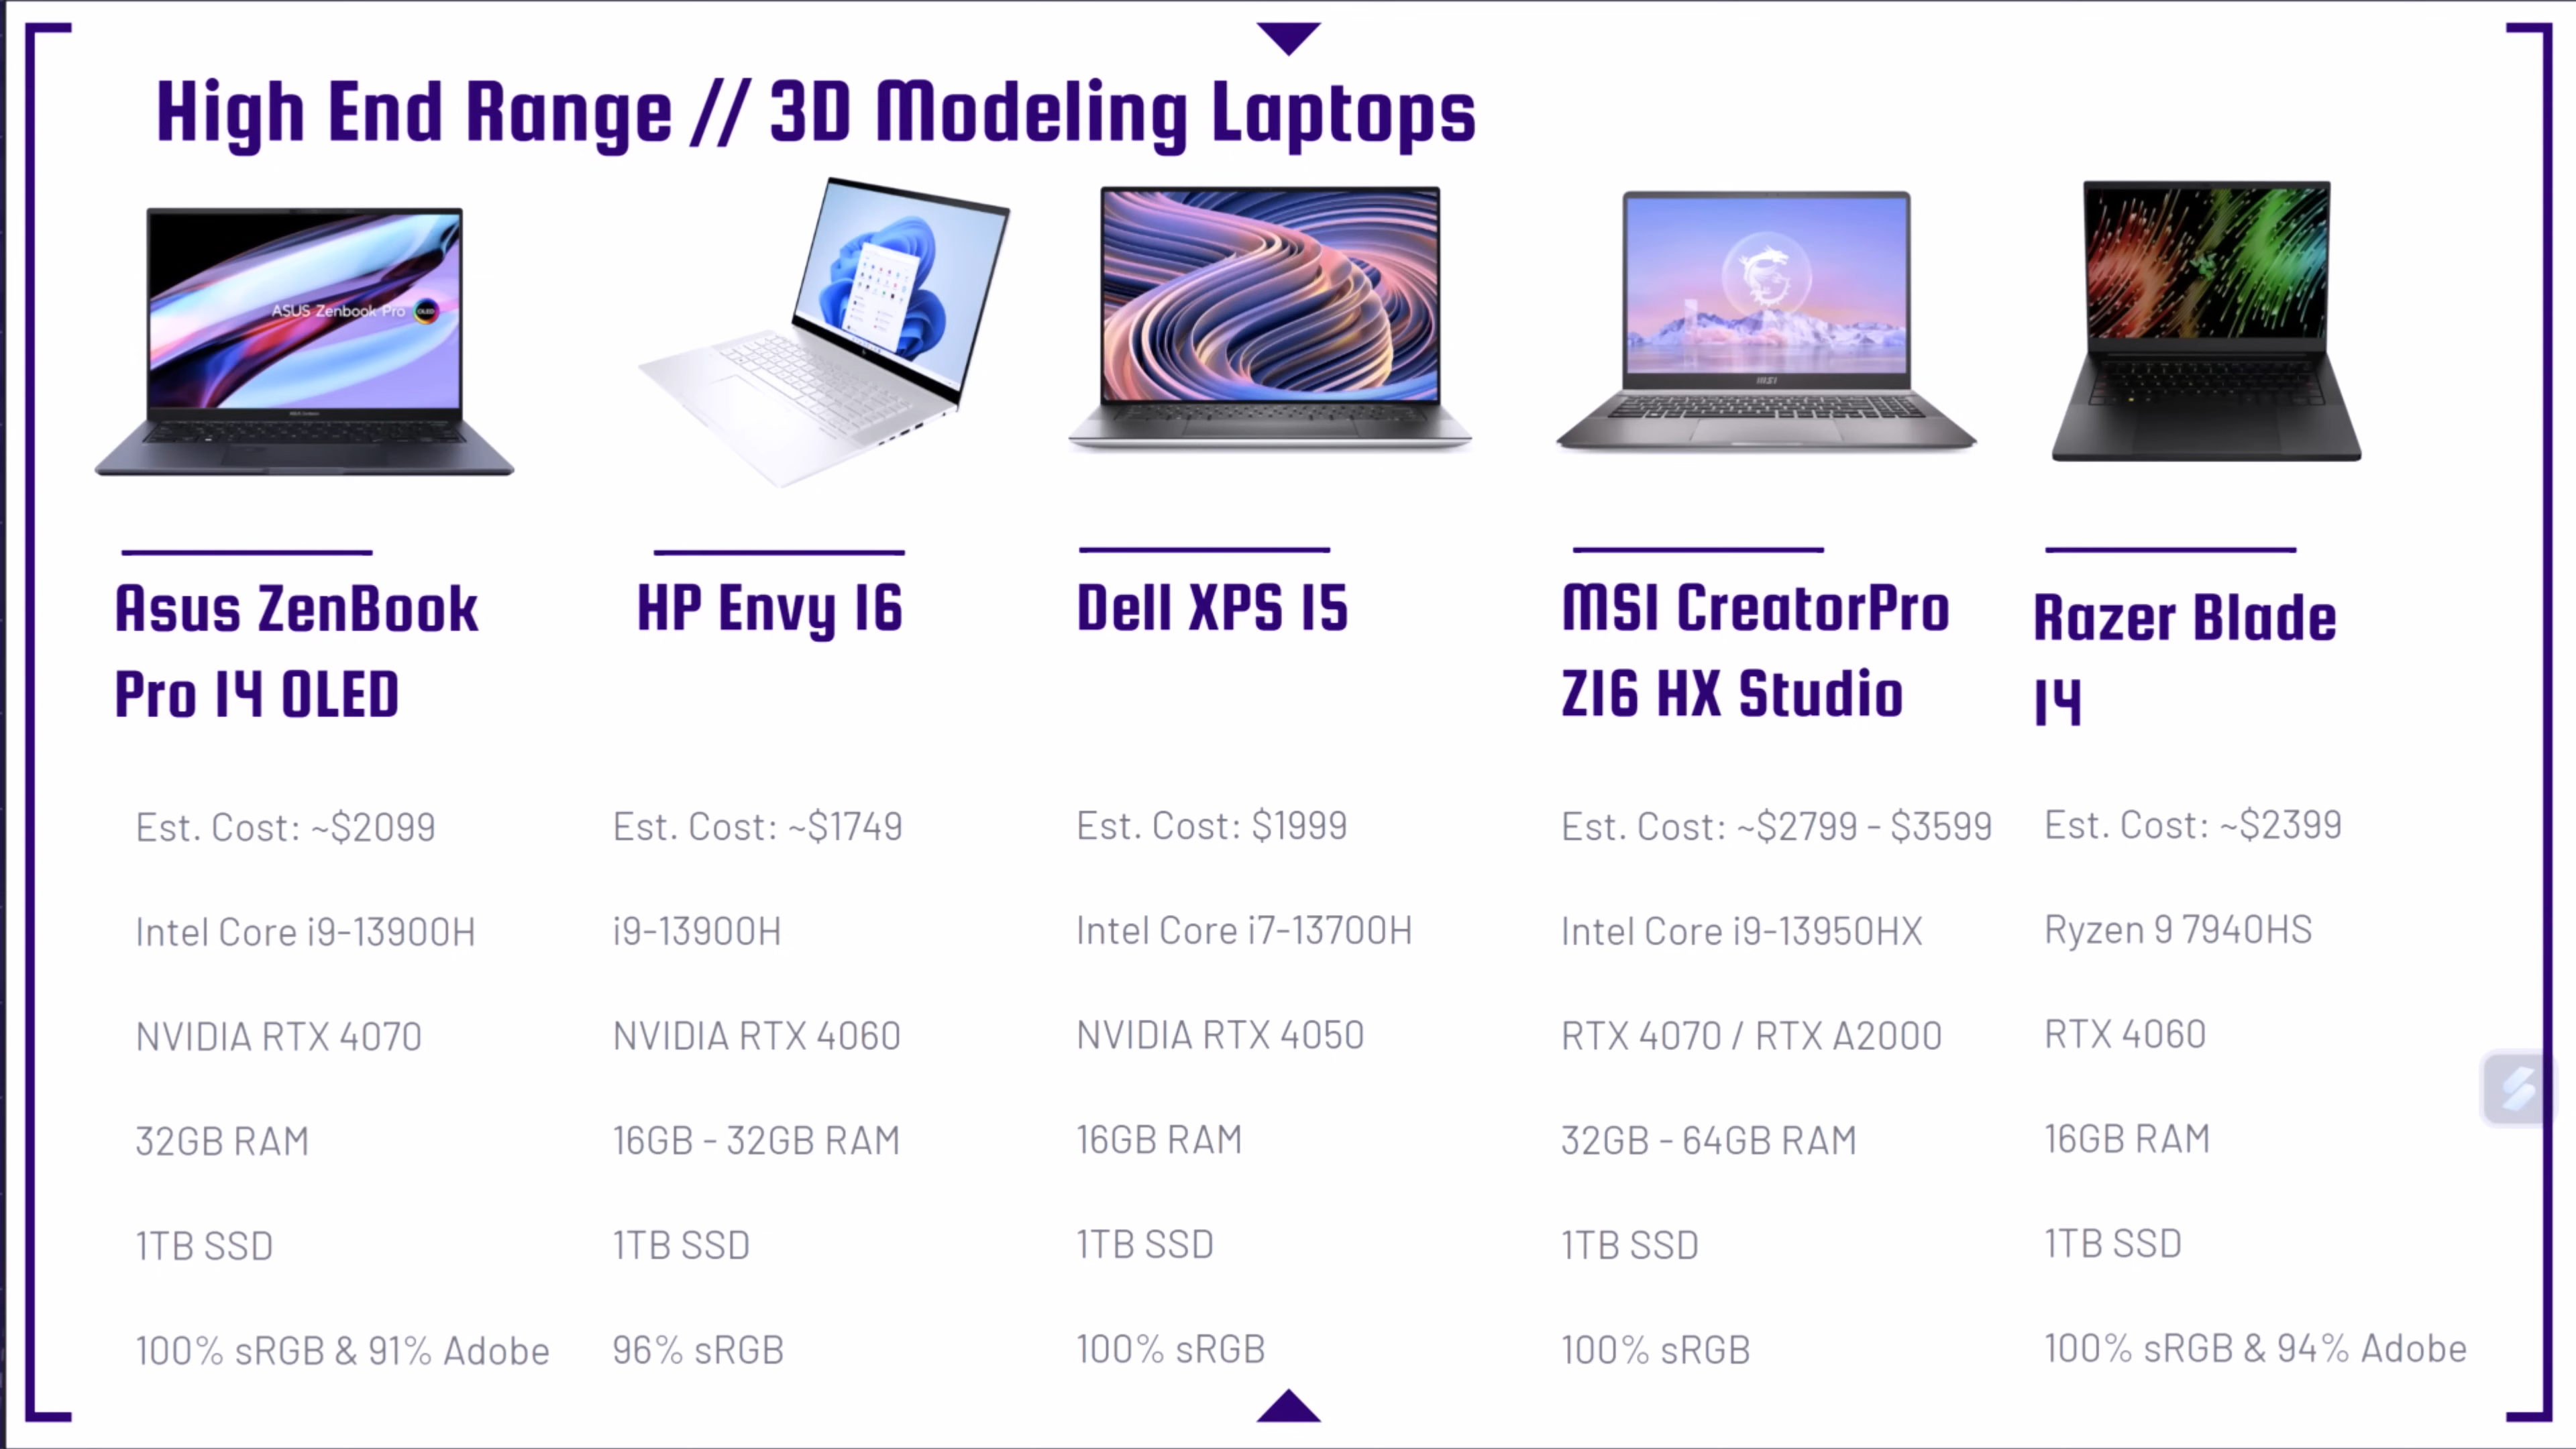 High End Range // 3D Modeling Laptops
ASUS Zenbook Pro OLED
msi
Asus ZenBook
Pro 14 OLED
Est. Cost: ~$2099
Intel Core i9-13900H
NVIDIA RTX 4070
32GB RAM
1TB SSD
100% sRGB & 91% Adobe
HP Envy 16
Est. Cost: ~$1749
i9-13900H
NVIDIA RTX 4060
16GB - 32GB RAM
1TB SSD
96% sRGB
Dell XPS 15
Est. Cost: $1999
Intel Core i7-13700H
NVIDIA RTX 4050
16GB RAM
1TB SSD
100% sRGB
MSI CreatorPro
Z16 HX Studio
Est. Cost: ~$2799 - $3599
Intel Core i9-13950HX
RTX 4070 / RTX A2000
32GB - 64GB RAM
1TB SSD
100% sRGB
Razer Blade
14
Est. Cost: ~$2399
Ryzen 9 7940HS
RTX 4060
16GB RAM
1TB SSD
100% sRGB & 94% Adobe